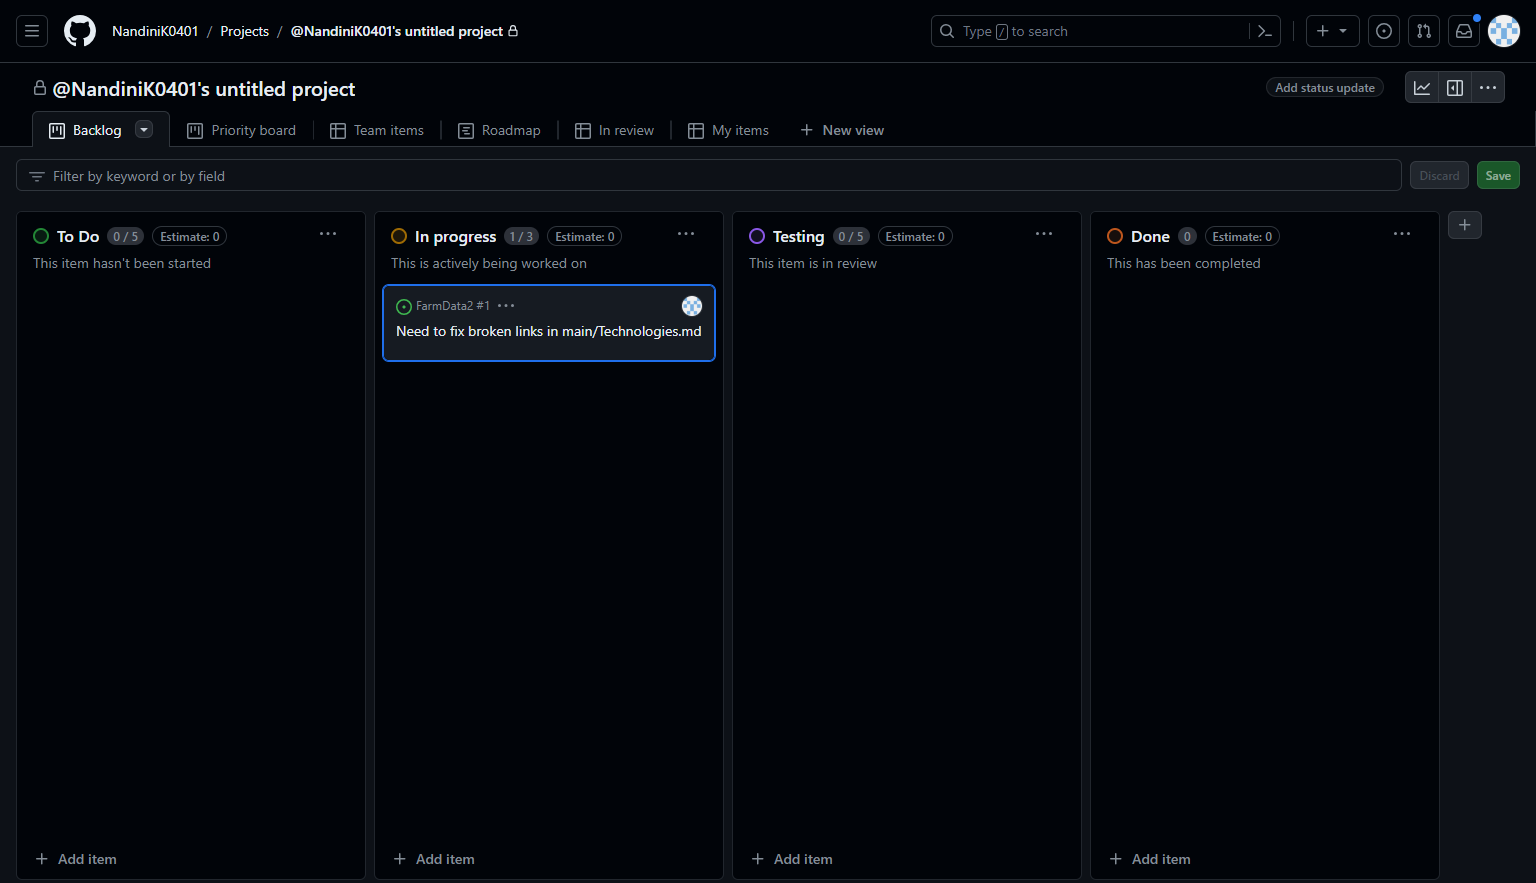 NandiniK0401 / Projects / @NandiniK0401's untitled project
Type / to search
@NandiniK0401's untitled project
Add status update
Backlog
Priority board
Team items
Roadmap
In review
My items
New view
Filter by keyword or by field
Discard
Save
To Do 0 / 5 Estimate: 0
This item hasn't been started
Add item
In progress 1 / 3 Estimate: 0
This is actively being worked on
FarmData2 #1
Need to fix broken links in main/Technologies.md
Add item
Testing 0 / 5 Estimate: 0
This item is in review
Add item
Done 0 Estimate: 0
This has been completed
Add item